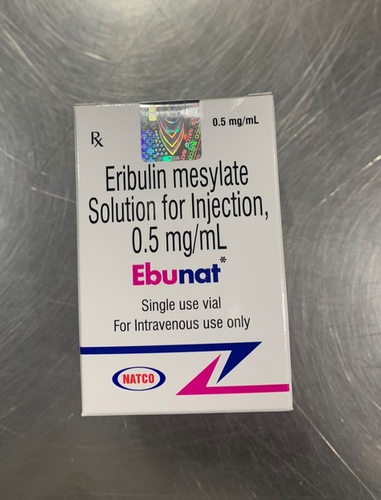 0.5 mg/mL
Rx
Eribulin mesylate
Solution for Injection,
0.5 mg/mL
Ebunat*
Single use vial
For Intravenous use only
NATCO